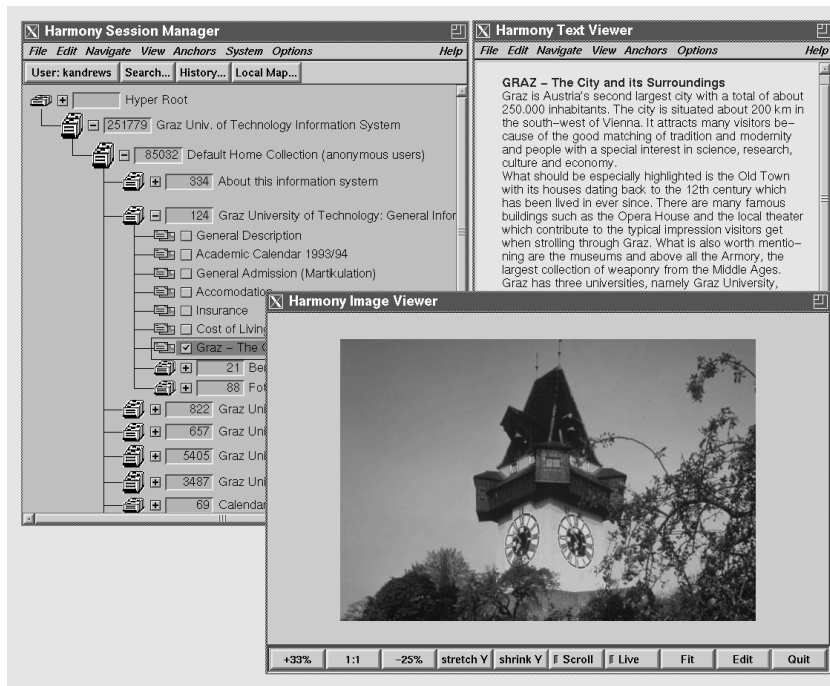 Harmony Session Manager
File Edit Navigate View Anchors System Options Help
User: kandrews Search... History... Local Map...
Hyper Root
251779 Graz Univ. of Technology Information System
85032 Default Home Collection (anonymous users)
334 About this information system
124 Graz University of Technology: General Infor
General Description
Academic Calendar 1993/94
General Admission (Martikulation)
Accomodation
Insurance
Cost of Living
Graz – The
21 Be
88 Fo
822 Graz Uni
657 Graz Uni
5405 Graz Uni
3487 Graz Uni
69 Calendar
Harmony Text Viewer
File Edit Navigate View Anchors Options Help
GRAZ – The City and its Surroundings
Graz is Austria's second largest city with a total of about
250.000 inhabitants. The city is situated about 200 km in
the south–west of Vienna. It attracts many visitors be–
cause of the good matching of tradition and modernity
and people with a special interest in science, research,
culture and economy.
What should be especially highlighted is the Old Town
with its houses dating back to the 12th century which
has been lived in ever since. There are many famous
buildings such as the Opera House and the local theater
which contribute to the typical impression visitors get
when strolling through Graz. What is also worth mentio–
ning are the museums and above all the Armory, the
largest collection of weaponry from the Middle Ages.
Graz has three universities, namely Graz University,
Harmony Image Viewer
+33% 1:1 –25% stretch Y shrink Y Scroll Live Fit Edit Quit